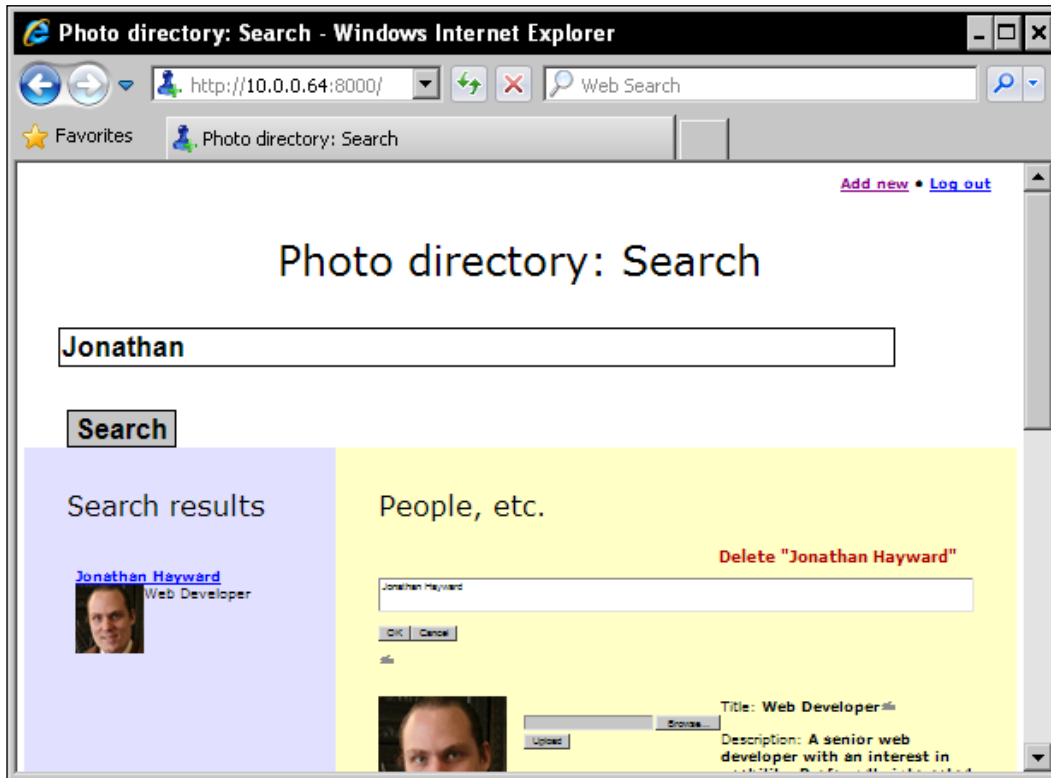 Photo directory: Search - Windows Internet Explorer
http://10.0.0.64:8000/
Web Search
Favorites
Photo directory: Search
Add new • Log out
Photo directory: Search
Jonathan
Search
Search results
Jonathan Hayward
Web Developer
People, etc.
Delete "Jonathan Hayward"
Jonathan Hayward
OK Cancel
Browse...
Upload
Title: Web Developer
Description: A senior web
developer with an interest in